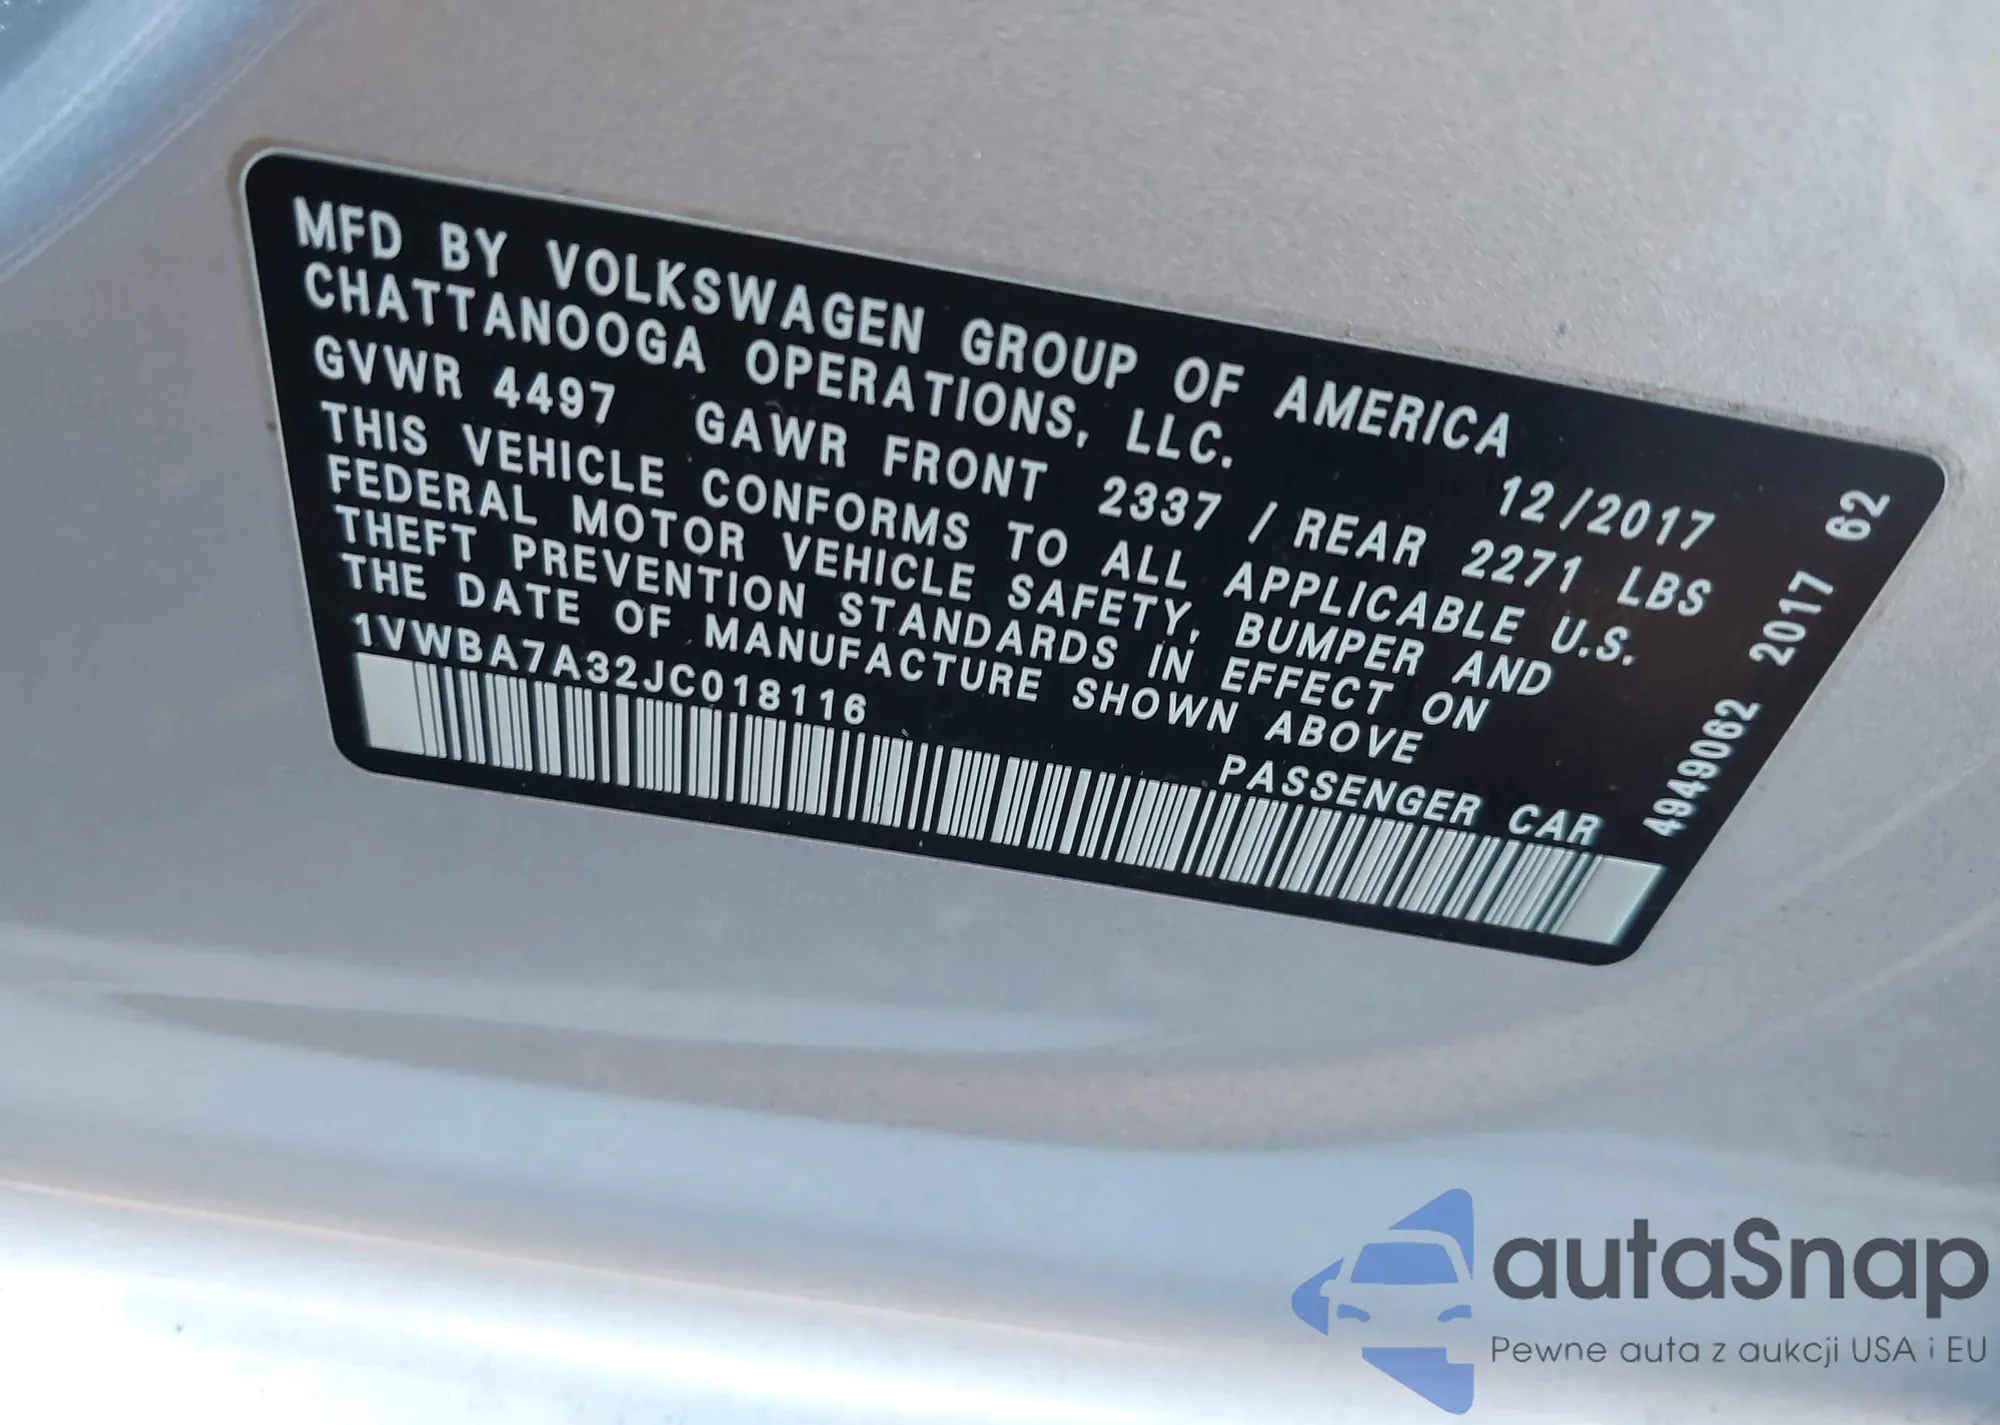 MFD BY VOLKSWAGEN GROUP OF AMERICA
CHATTANOOGA OPERATIONS, LLC. 12/2017
GVWR 4497 GAWR FRONT 2337 / REAR 2271 LBS
THIS VEHICLE CONFORMS TO ALL APPLICABLE U.S.
FEDERAL MOTOR VEHICLE SAFETY, BUMPER AND
THEFT PREVENTION STANDARDS IN EFFECT ON
THE DATE OF MANUFACTURE SHOWN ABOVE
1VWBA7A32JC018116 PASSENGER CAR
4949062 2017 62
autaSnap
Pewne auta z aukcji USA i EU